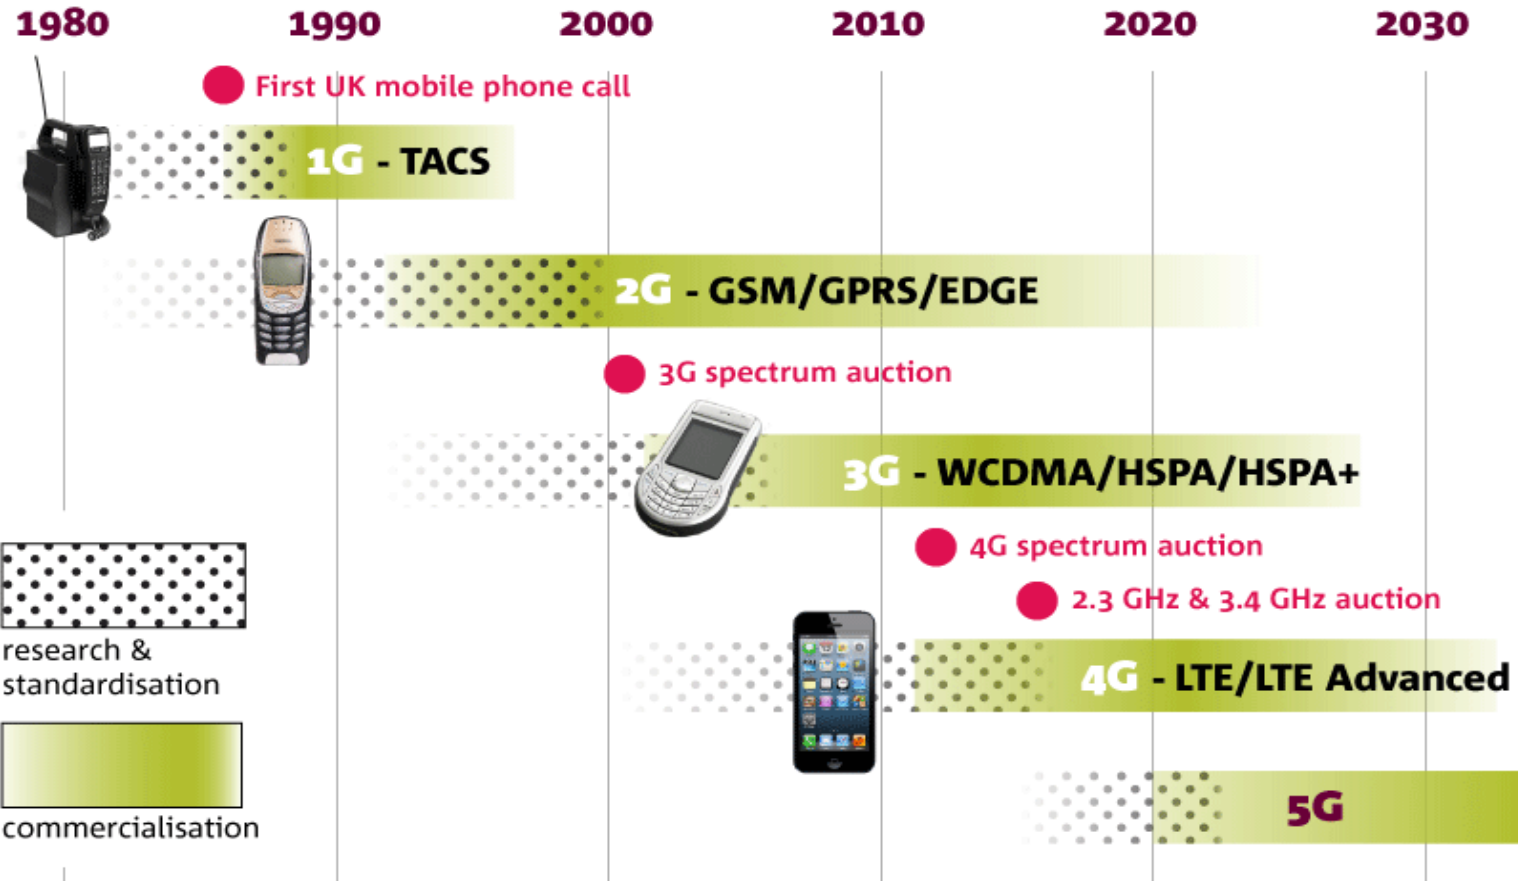 1980 1990 2000 2010 2020 2030
First UK mobile phone call
1G - TACS
2G - GSM/GPRS/EDGE
3G spectrum auction
3G - WCDMA/HSPA/HSPA+
4G spectrum auction
2.3 GHz & 3.4 GHz auction
research &
standardisation
4G - LTE/LTE Advanced
commercialisation
5G